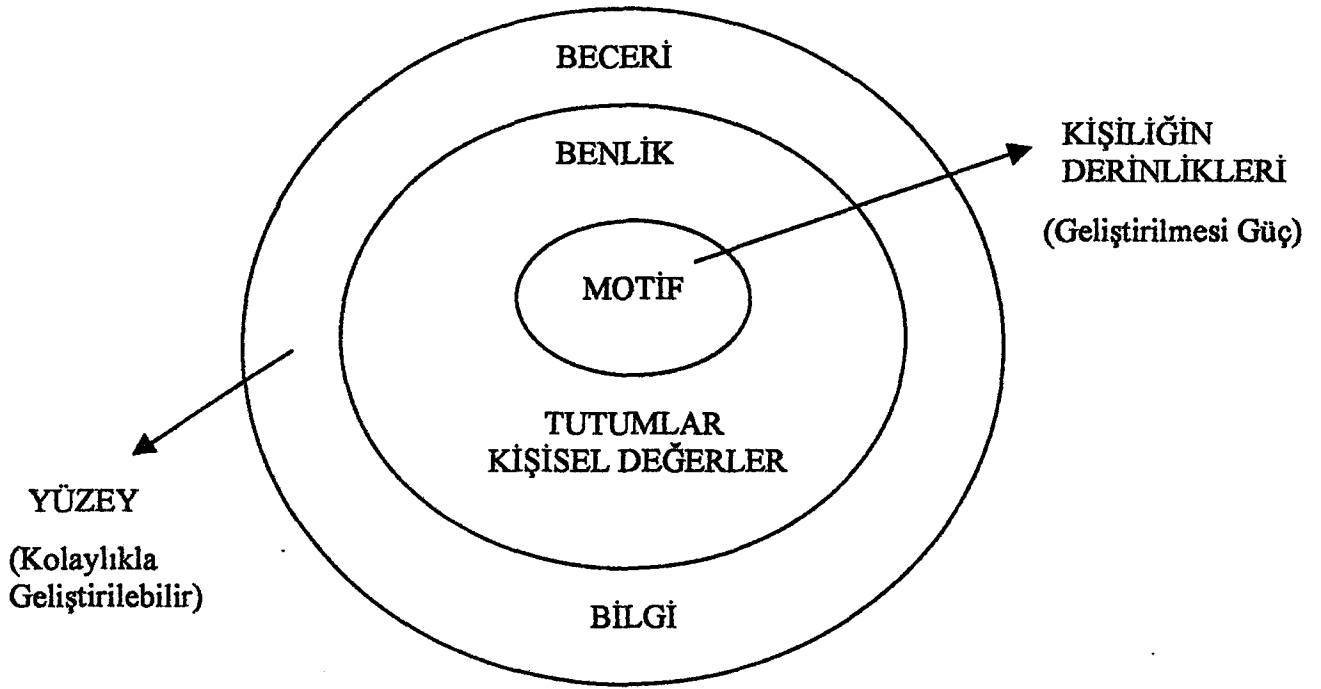 BECERİ
BENLİK
KİŞİLİĞİN
DERİNLİKLERİ
(Geliştirilmesi Güç)
MOTİF
TUTUMLAR
KİŞİSEL DEĞERLER
YÜZEY
(Kolaylıkla
Geliştirilebilir)
BİLGİ